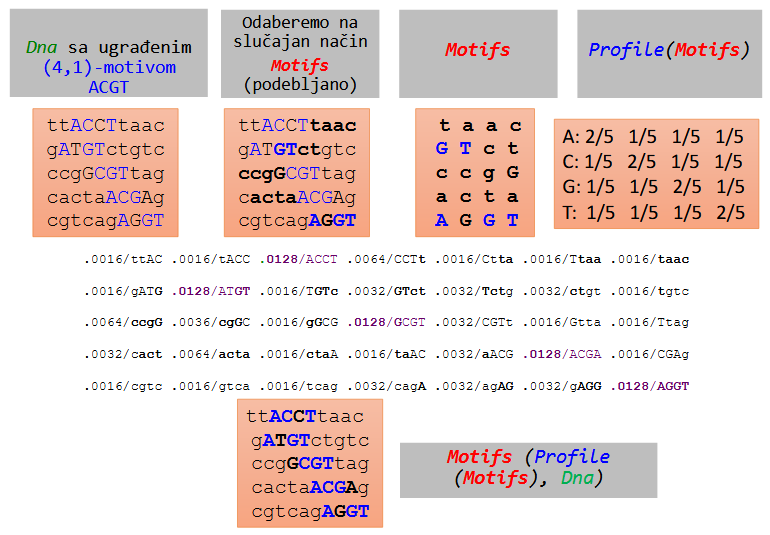 Dna sa ugrađenim
(4,1)-motivom
ACGT
Odaberemo na
slučajan način
Motifs
(podebljano)
Motifs
Profile(Motifs)
ttACCTtaac
gATGTctgtc
ccgGCGTtag
cactaACGAg
cgtcagAGGT
ttACCTtaac
gATGTctgtc
ccgGCGTtag
cactaACGAg
cgtcagAGGT
t a a c
G T c t
c c g G
a c t a
A G G T
A: 2/5 1/5 1/5 1/5
C: 1/5 2/5 1/5 1/5
G: 1/5 1/5 2/5 1/5
T: 1/5 1/5 1/5 2/5
.0016/ttAC .0016/tACC .0128/ACCT .0064/CCTt .0016/Ctta .0016/Ttaa .0016/taac
.0016/gATG .0128/ATGT .0016/TGTc .0032/GTct .0032/Tctg .0032/ctgt .0016/tgtc
.0064/ccgG .0036/cgGC .0016/gGCG .0128/GCGT .0032/CGTt .0016/Gtta .0016/Ttag
.0032/cact .0064/acta .0016/ctaA .0016/taAC .0032/aACG .0128/ACGA .0016/CGAg
.0016/cgtc .0016/gtca .0016/tcag .0032/cagA .0032/agAG .0032/gAGG .0128/AGGT
ttACCTtaac
gATGTctgtc
ccgGCGTtag
cactaACGAg
cgtcagAGGT
Motifs (Profile
(Motifs), Dna)